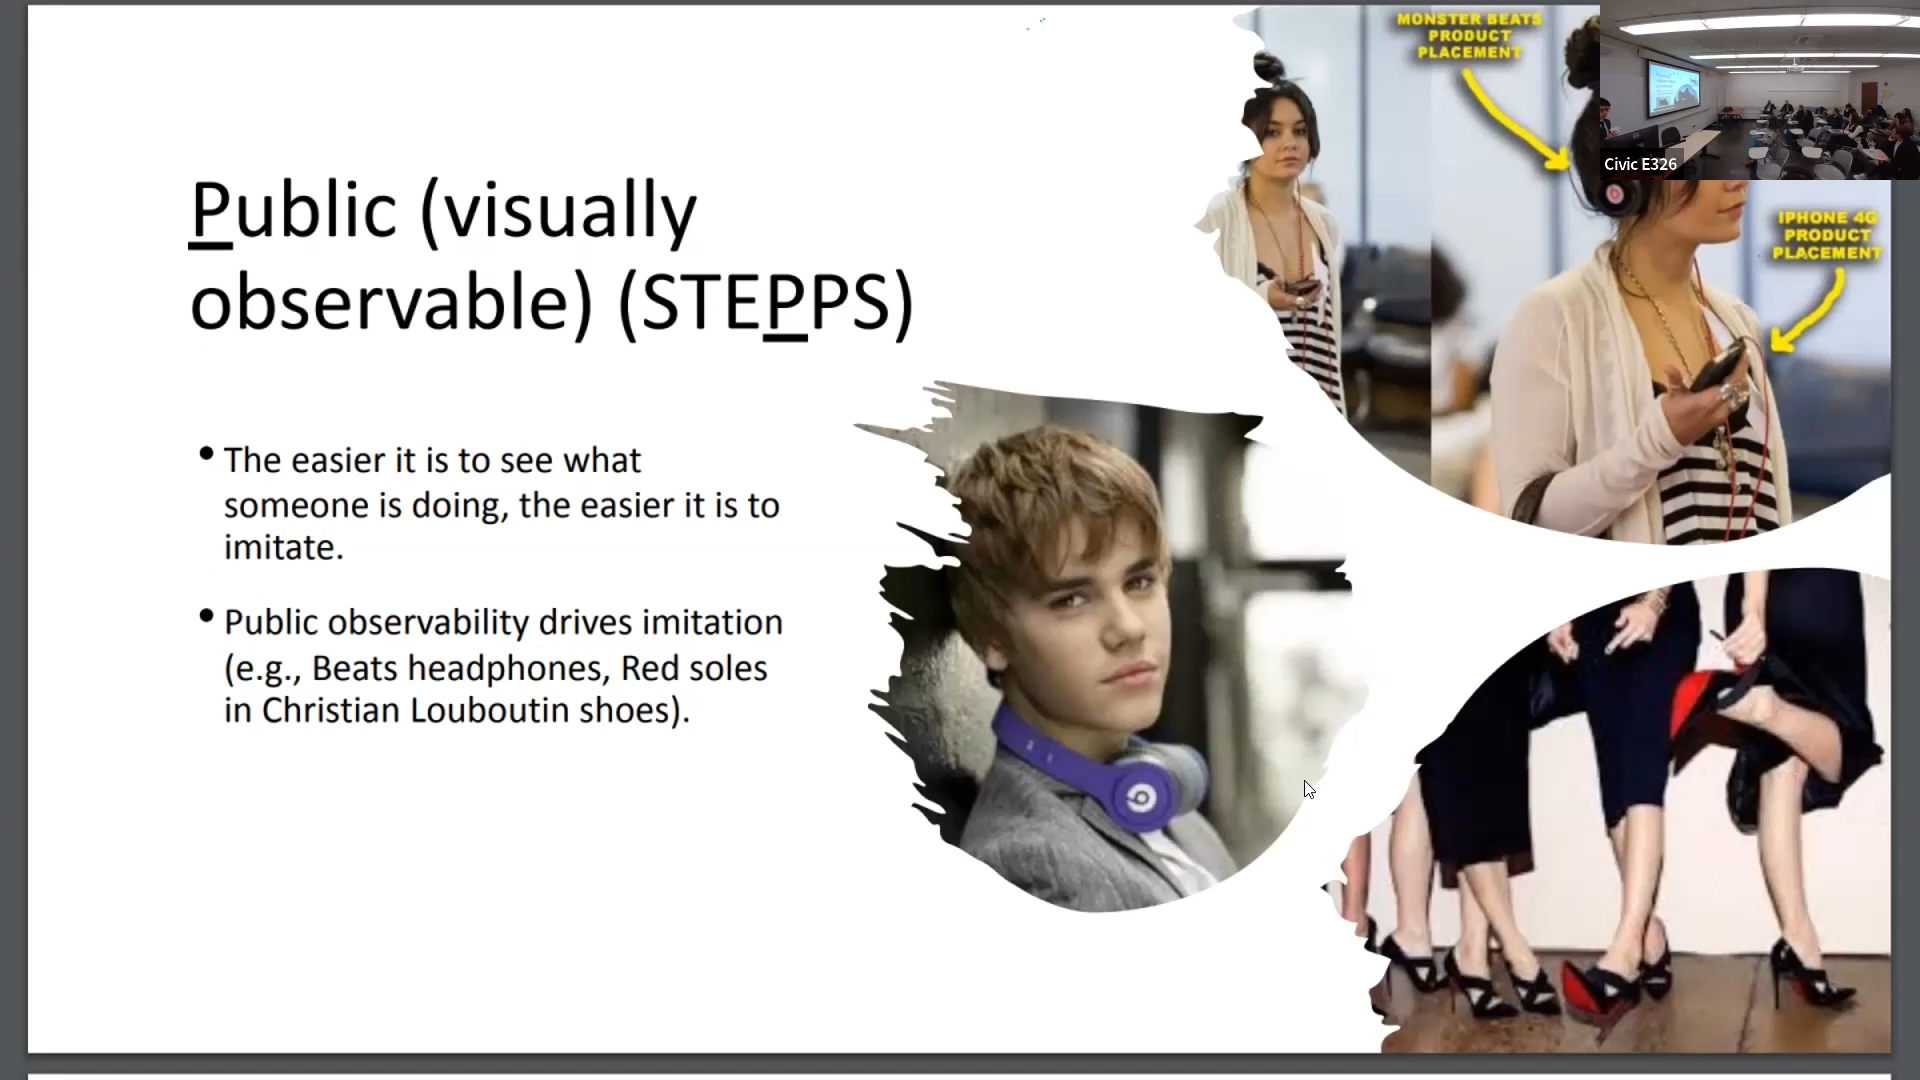 Public (visually
observable) (STEPPS)
• The easier it is to see what
someone is doing, the easier it is to
imitate.
• Public observability drives imitation
(e.g., Beats headphones, Red soles
in Christian Louboutin shoes).
MONSTER BEATS
PRODUCT
PLACEMENT
IPHONE 4G
PRODUCT
PLACEMENT
Civic E326